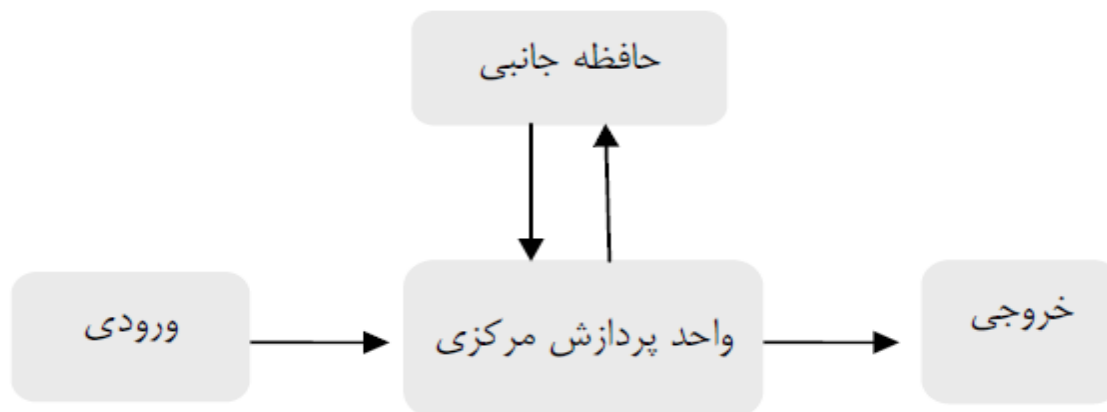 حافظه جانبی
ورودی
واحد پردازش مرکزی
خروجی